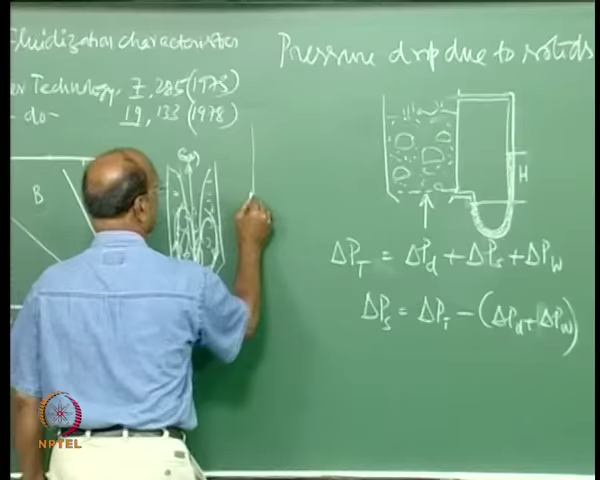 Fluidization characteristics
Technology, 7, 285 (1973)
-do- 19, 133 (1978)
B
Pressure drop due to solids
H
ΔP_T = ΔP_d + ΔP_s + ΔP_w
ΔP_s = ΔP_T - (ΔP_d + ΔP_w)
NPTEL